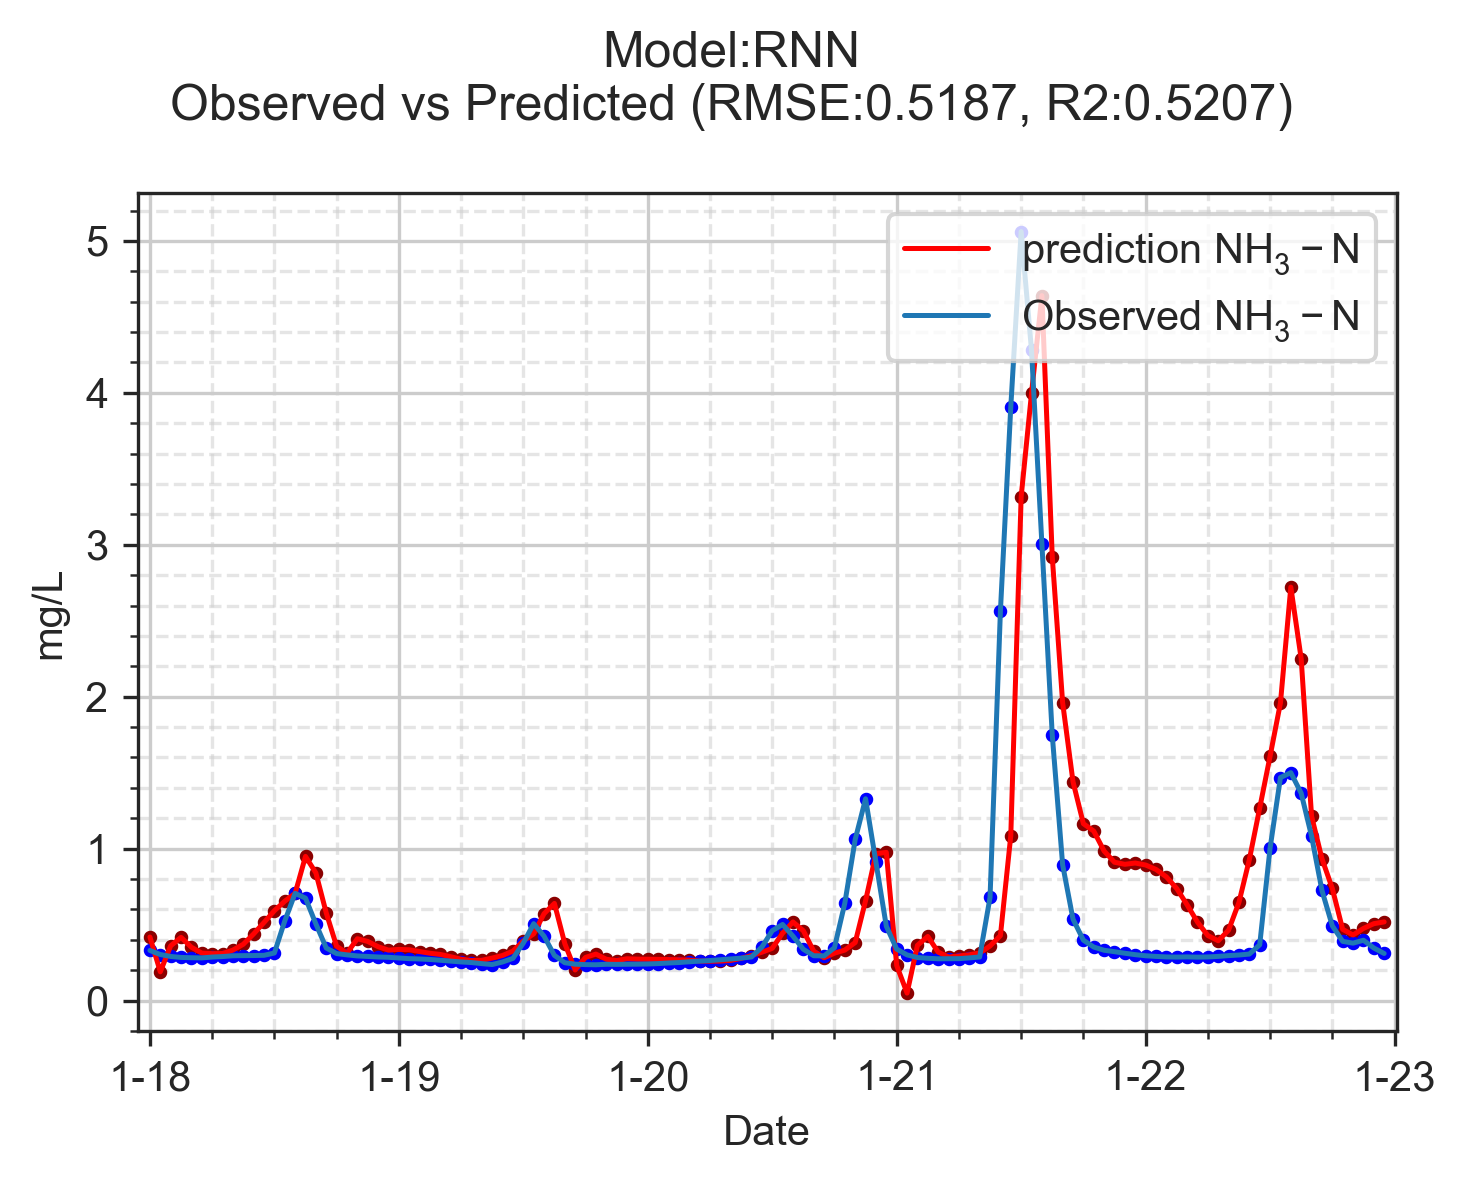 Model:RNN
Observed vs Predicted (RMSE:0.5187, R2:0.5207)
prediction NH₃ − N
Observed NH₃ − N
5
4
3
2
1
0
mg/L
1-18 1-19 1-20 1-21 1-22 1-23
Date